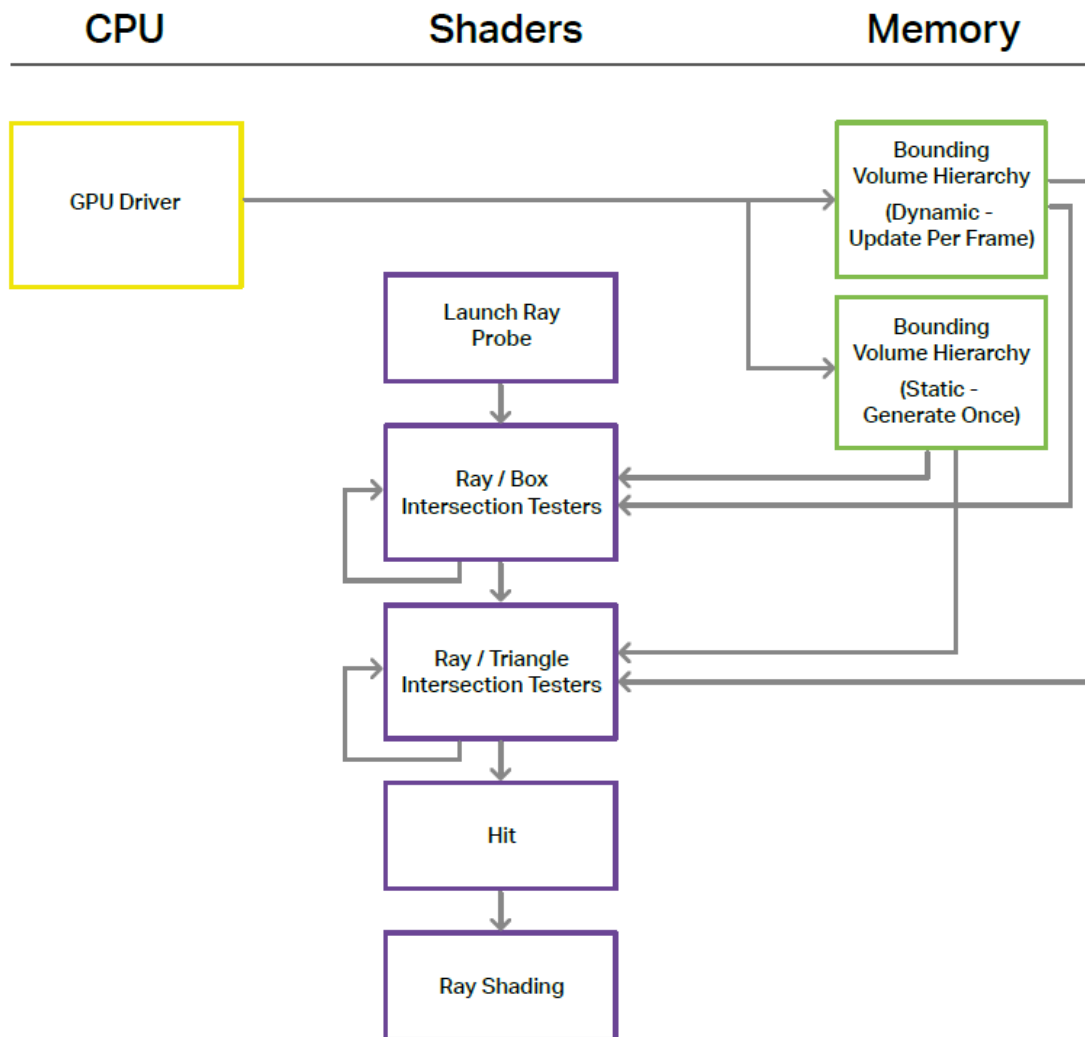 CPU
Shaders
Memory
GPU Driver
Bounding
Volume Hierarchy
(Dynamic -
Update Per Frame)
Launch Ray
Probe
Bounding
Volume Hierarchy
(Static -
Generate Once)
Ray / Box
Intersection Testers
Ray / Triangle
Intersection Testers
Hit
Ray Shading